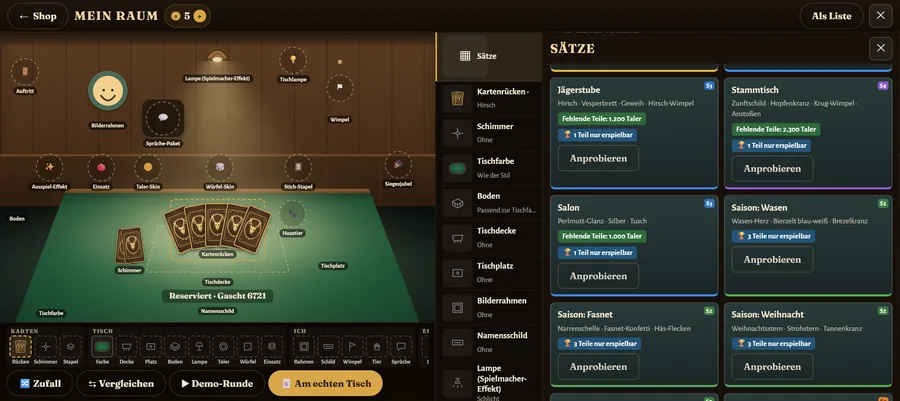 ← Shop
MEIN RAUM
5 +
Als Liste
Auftritt
Bilderrahmen
Lampe (Spielmacher-Effekt)
Tischlampe
Wimpel
Sprüche-Paket
Ausspiel-Effekt
Einsatz
Taler-Skin
Würfel-Skin
Stich-Stapel
Siegesjubel
Boden
Haustier
Kartenrücken
Schimmer
Tischplatz
Tischdecke
Reserviert · Gascht 6721
Namensschild
Tischfarbe
KARTEN
TISCH
ICH
Rücken
Schimmer
Stapel
Farbe
Decke
Platz
Boden
Lampe
Taler
Würfel
Einsatz
Rahmen
Schild
Wimpel
Tier
Sprüche
Zufall
Vergleichen
Demo-Runde
Am echten Tisch
Sätze
Kartenrücken ·
Hirsch
Schimmer
Ohne
Tischfarbe
Wie der Stil
Boden
Passend zur Tischfa…
Tischdecke
Ohne
Tischplatz
Ohne
Bilderrahmen
Ohne
Namensschild
Ohne
Lampe
(Spielmacher-
Effekt)
Schlicht
SÄTZE
Jägerstube
S3
Hirsch · Vesperbrett · Geweih · Hirsch-Wimpel
Fehlende Teile: 1.200 Taler
1 Teil nur erspielbar
Anprobieren
Stammtisch
S4
Zunftschild · Hopfenkranz · Krug-Wimpel ·
Anstoßen
Fehlende Teile: 2.300 Taler
1 Teil nur erspielbar
Anprobieren
Salon
S3
Perlmutt-Glanz · Silber · Tusch
Fehlende Teile: 1.000 Taler
1 Teil nur erspielbar
Anprobieren
Saison: Wasen
S2
Wasen-Herz · Bierzelt blau-weiß · Brezelkranz
3 Teile nur erspielbar
Anprobieren
Saison: Fasnet
S2
Narrenschelle · Fasnet-Konfetti · Häs-Flecken
3 Teile nur erspielbar
Anprobieren
Saison: Weihnacht
S2
Weihnachtsstern · Strohstern · Tannenkranz
3 Teile nur erspielbar
Anprobieren